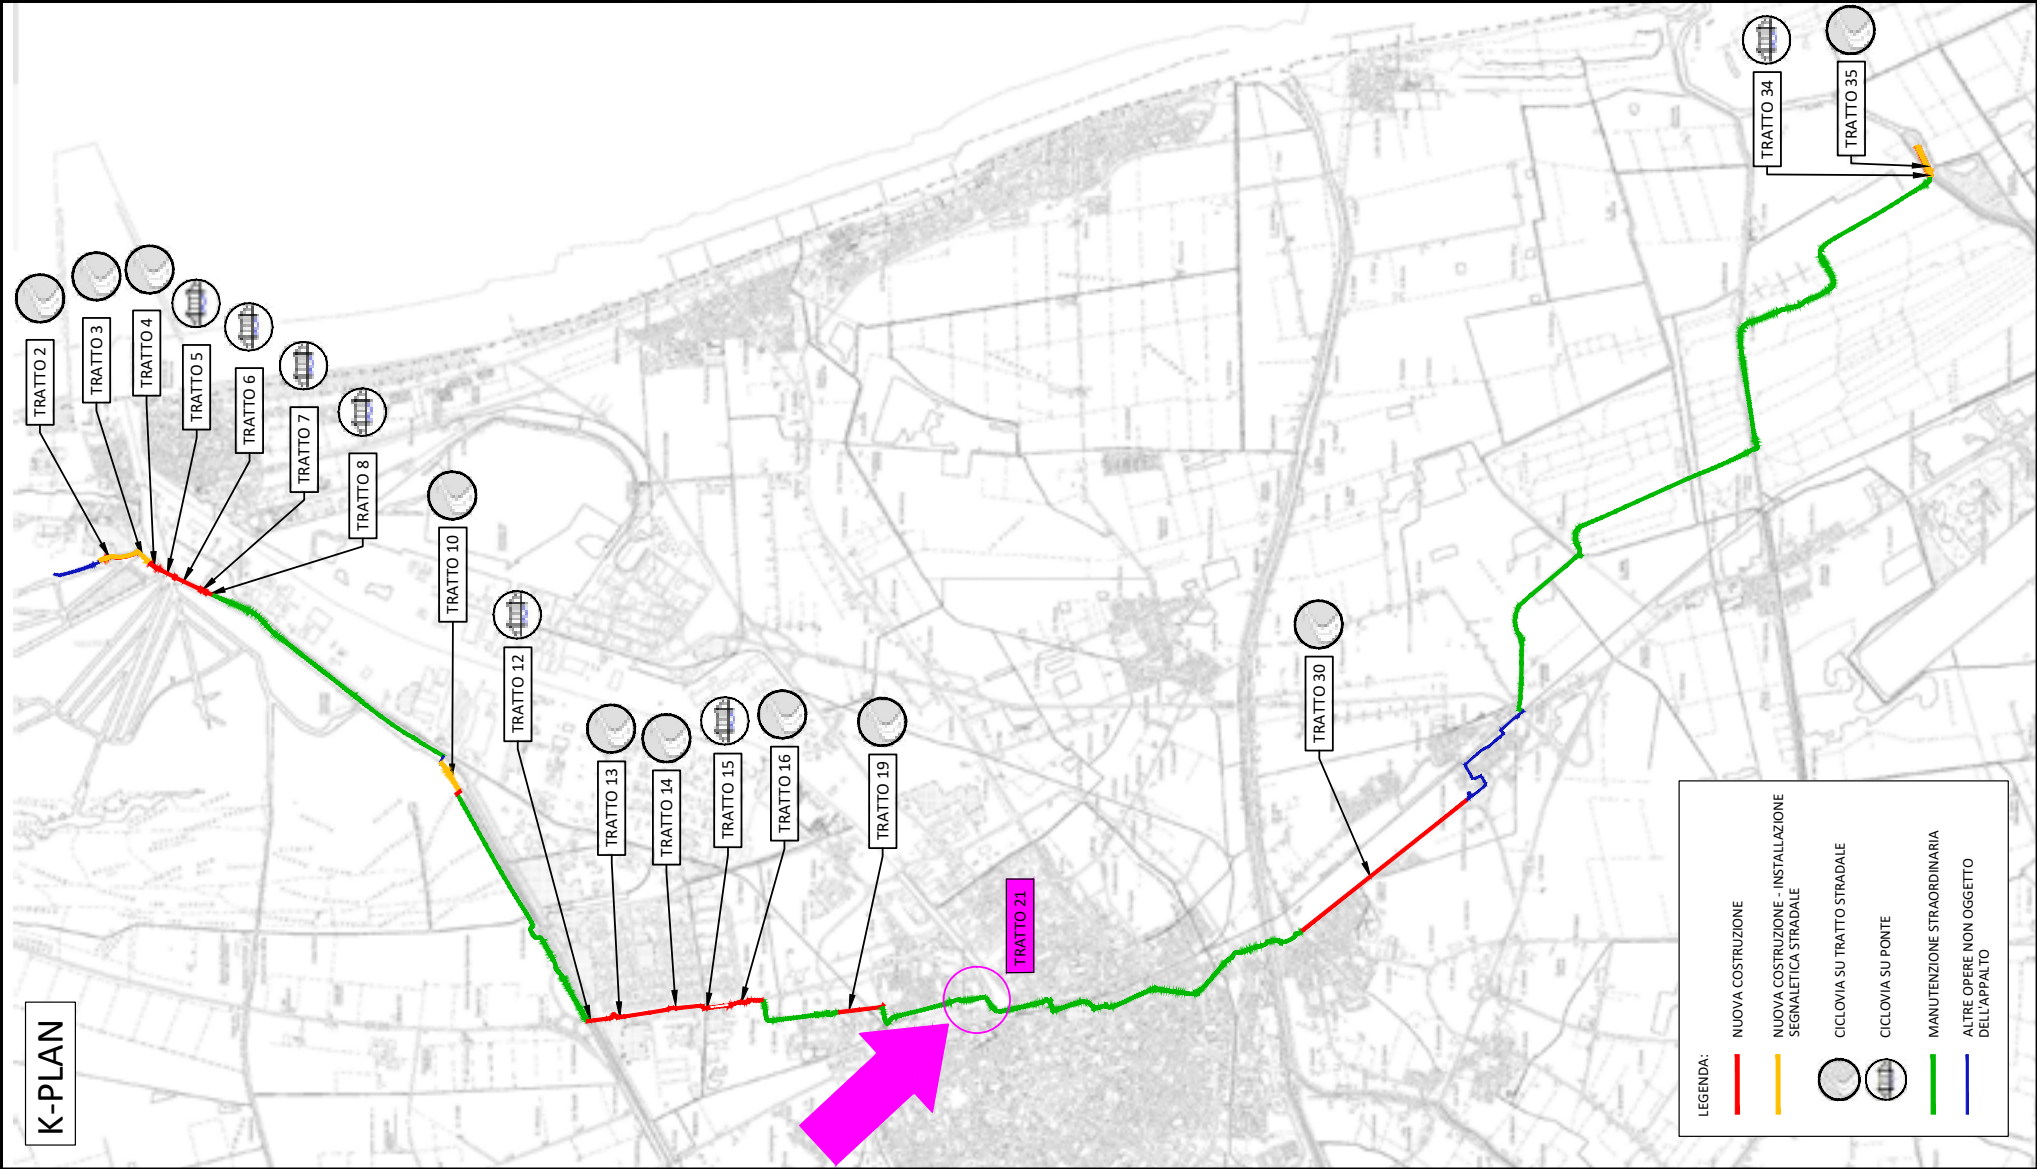 K-PLAN
TRATTO 2
TRATTO 3
TRATTO 4
TRATTO 5
TRATTO 6
TRATTO 7
TRATTO 8
TRATTO 10
TRATTO 12
TRATTO 13
TRATTO 14
TRATTO 15
TRATTO 16
TRATTO 19
TRATTO 21
TRATTO 30
TRATTO 34
TRATTO 35
LEGENDA:
NUOVA COSTRUZIONE
NUOVA COSTRUZIONE - INSTALLAZIONE
SEGNALETICA STRADALE
CICLOVIA SU TRATTO STRADALE
CICLOVIA SU PONTE
MANUTENZIONE STRAORDINARIA
ALTRE OPERE NON OGGETTO
DELL'APPALTO